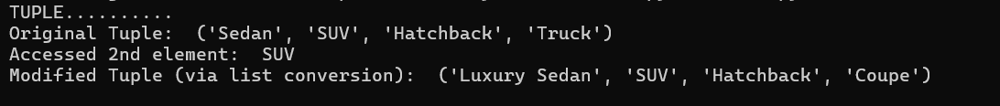 TUPLE..........
Original Tuple:  ('Sedan', 'SUV', 'Hatchback', 'Truck')
Accessed 2nd element:  SUV
Modified Tuple (via list conversion):  ('Luxury Sedan', 'SUV', 'Hatchback', 'Coupe')